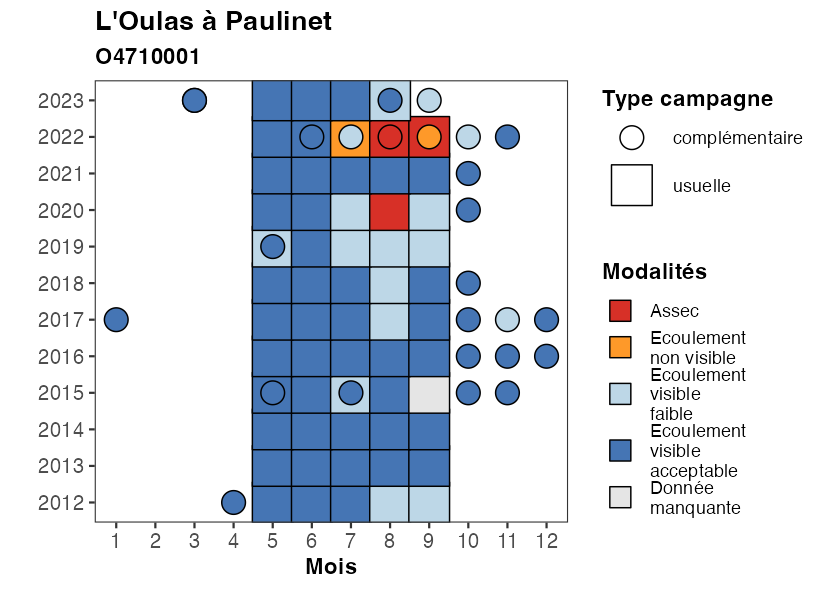 L'Oulas à Paulinet
O4710001
2023
2022
2021
2020
2019
2018
2017
2016
2015
2014
2013
2012
1 2 3 4 5 6 7 8 9 10 11 12
Mois
Type campagne
complémentaire
usuelle
Modalités
Assec
Ecoulement
non visible
Ecoulement
visible
faible
Ecoulement
visible
acceptable
Donnée
manquante